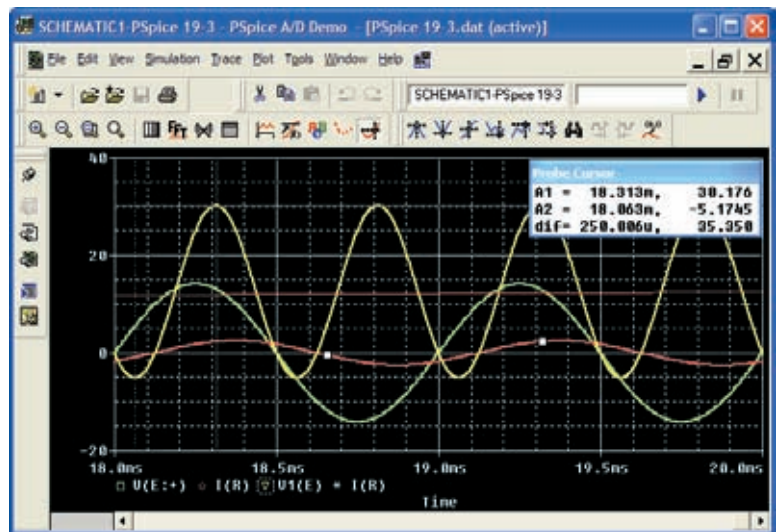 SCHEMATIC1-PSpice 19-3 - PSpice A/D Demo - [PSpice 19-3.dat (active)]
File Edit View Simulation Trace Plot Tools Window Help
SCHEMATIC1-PSpice 19-3
FFT
Probe Cursor
A1 = 18.313m, 30.176
A2 = 18.063m, -5.1745
dif= 250.006u, 35.350
40
20
0
-20
18.0ms 18.5ms 19.0ms 19.5ms 20.0ms
V(E:+) I(R) V1(E) * I(R)
Time